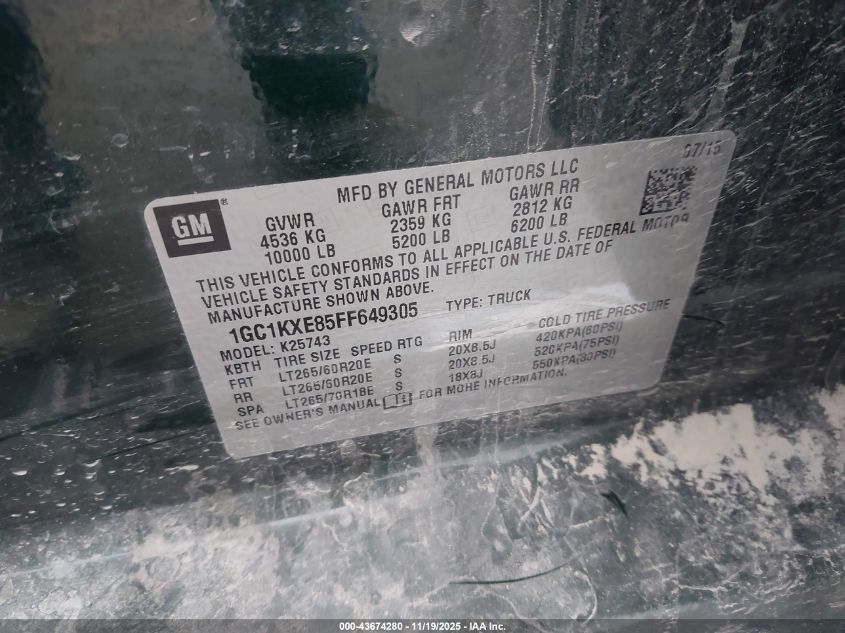 07/15
MFD BY GENERAL MOTORS LLC
GM®
GVWR GAWR FRT GAWR RR
4536 KG 2359 KG 2812 KG
10000 LB 5200 LB 6200 LB
THIS VEHICLE CONFORMS TO ALL APPLICABLE U.S. FEDERAL MOTOR
VEHICLE SAFETY STANDARDS IN EFFECT ON THE DATE OF
MANUFACTURE SHOWN ABOVE.
1GC1KXE85FF649305 TYPE: TRUCK
MODEL: K25743
KBTH TIRE SIZE SPEED RTG RIM COLD TIRE PRESSURE
FRT LT265/60R20E S 20X8.5J 420KPA(60PSI)
RR LT265/60R20E S 20X8.5J 520KPA(75PSI)
SPA LT265/70R18E S 18X8J 550KPA(80PSI)
SEE OWNER'S MANUAL FOR MORE INFORMATION.
000-43674280 - 11/19/2025 - IAA Inc.